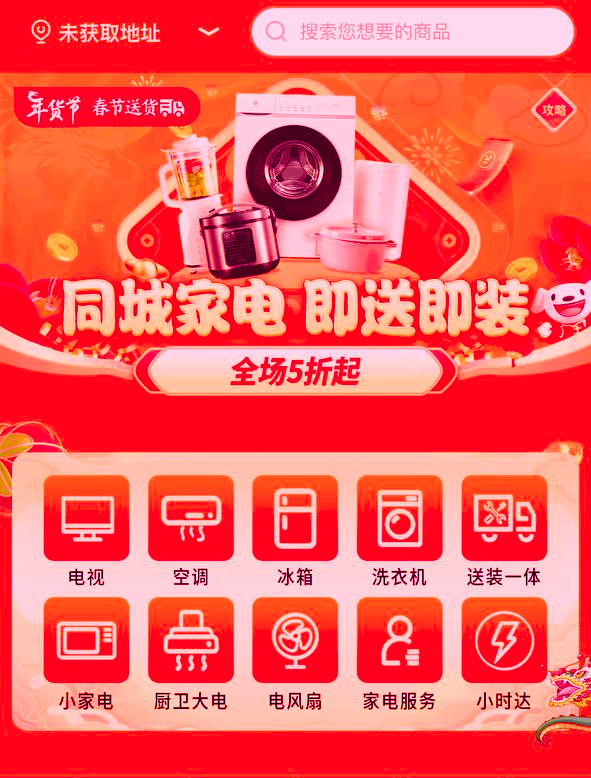 未获取地址
搜索您想要的商品
年货节 春节送货
攻略
同城家电 即送即装
全场5折起
电视 空调 冰箱 洗衣机 送装一体
小家电 厨卫大电 电风扇 家电服务 小时达